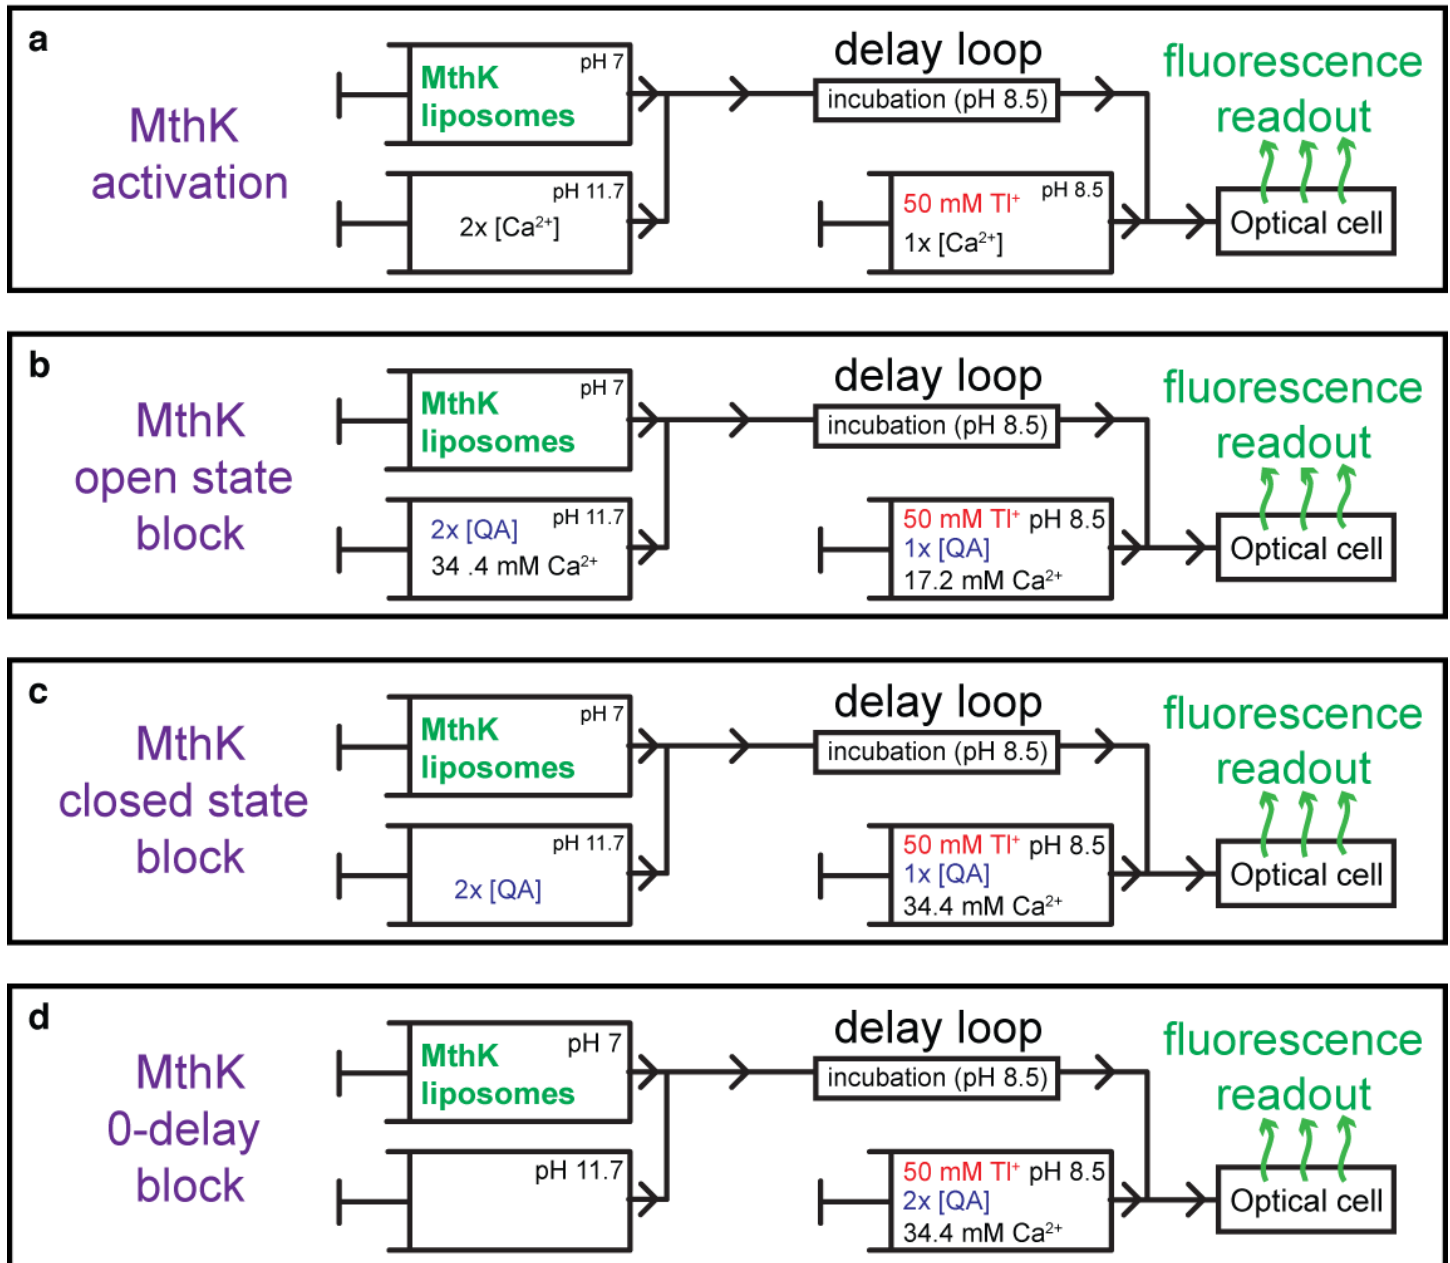 a
MthK
activation
MthK
liposomes
pH 7
pH 11.7
2x [Ca²⁺]
delay loop
incubation (pH 8.5)
50 mM Tl⁺
pH 8.5
1x [Ca²⁺]
fluorescence
readout
Optical cell
b
MthK
open state
block
MthK
liposomes
pH 7
2x [QA]
pH 11.7
34 .4 mM Ca²⁺
delay loop
incubation (pH 8.5)
50 mM Tl⁺ pH 8.5
1x [QA]
17.2 mM Ca²⁺
fluorescence
readout
Optical cell
c
MthK
closed state
block
MthK
liposomes
pH 7
pH 11.7
2x [QA]
delay loop
incubation (pH 8.5)
50 mM Tl⁺ pH 8.5
1x [QA]
34.4 mM Ca²⁺
fluorescence
readout
Optical cell
d
MthK
0-delay
block
MthK
liposomes
pH 7
pH 11.7
delay loop
incubation (pH 8.5)
50 mM Tl⁺ pH 8.5
2x [QA]
34.4 mM Ca²⁺
fluorescence
readout
Optical cell